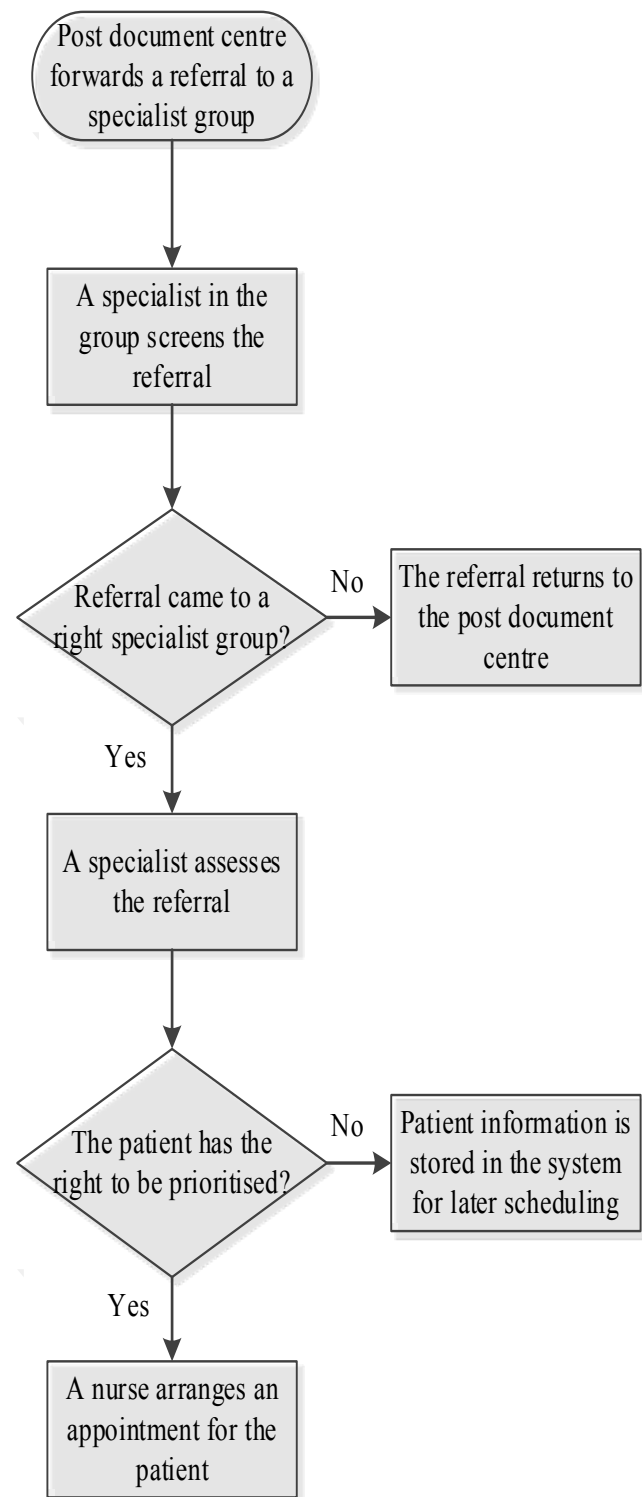 Post document centre
forwards a referral to a
specialist group
A specialist in the
group screens the
referral
Referral came to a
right specialist group?
No
The referral returns to
the post document
centre
Yes
A specialist assesses
the referral
The patient has the
right to be prioritised?
No
Patient information is
stored in the system
for later scheduling
Yes
A nurse arranges an
appointment for the
patient